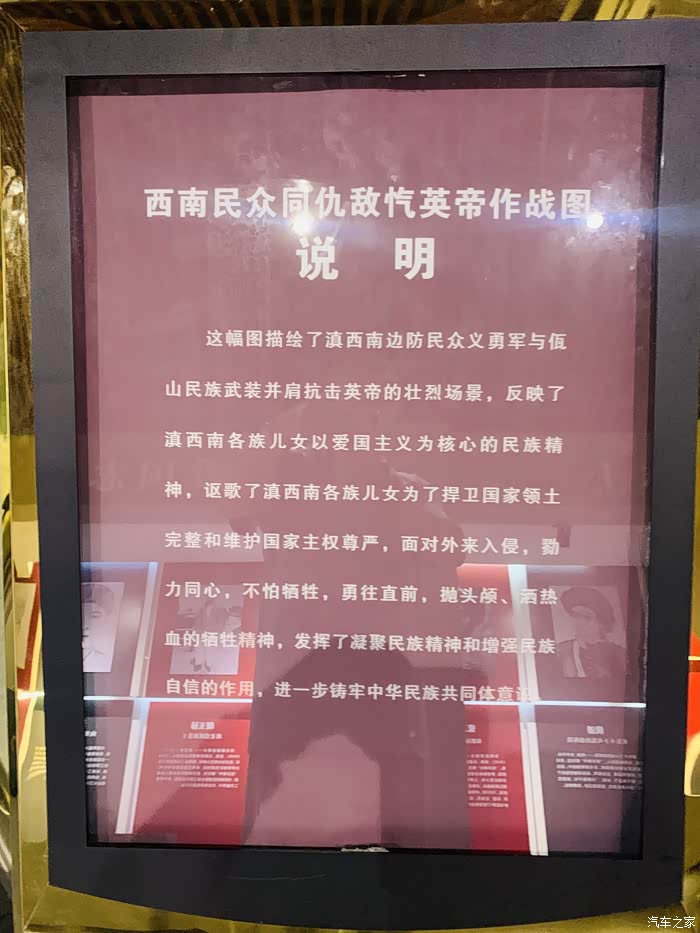 西南民众同仇敌忾英帝作战图
说 明
这幅图描绘了滇西南边防民众义勇军与佤
山民族武装并肩抗击英帝的壮烈场景，反映了
滇西南各族儿女以爱国主义为核心的民族精
神，讴歌了滇西南各族儿女为了捍卫国家领土
完整和维护国家主权尊严，面对外来入侵，勠
力同心，不怕牺牲，勇往直前，抛头颅、洒热
血的牺牲精神，发挥了凝聚民族精神和增强民族
自信的作用，进一步铸牢中华民族共同体意识。
汽车之家